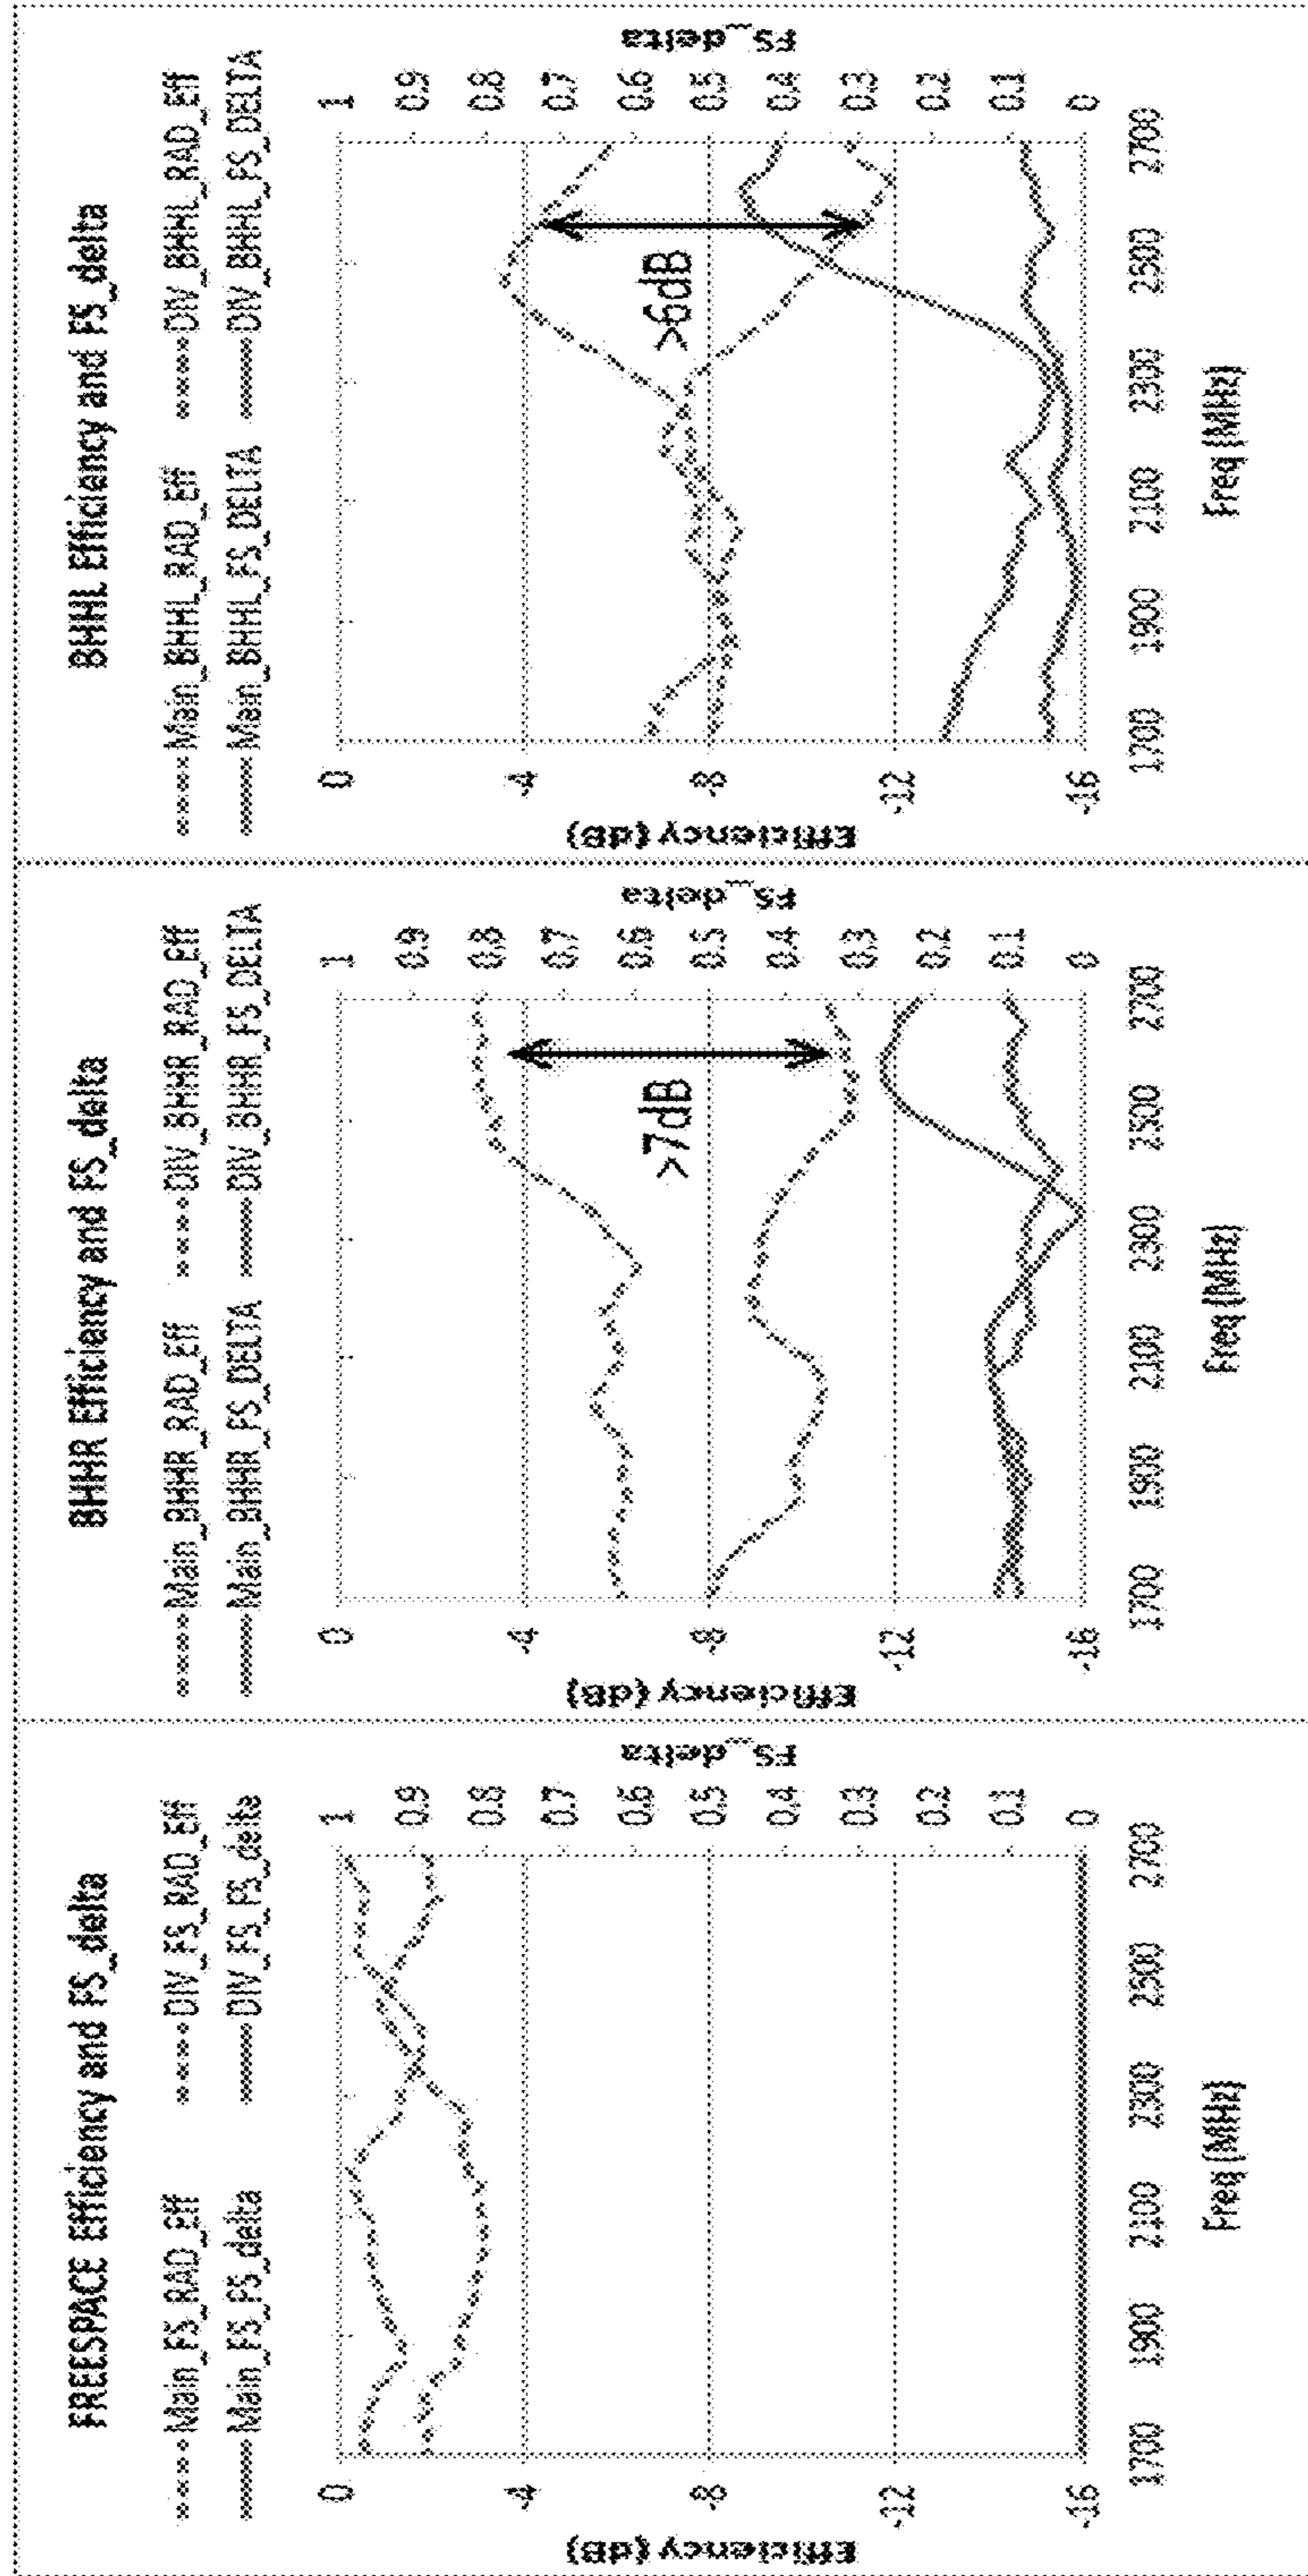 FREESPACE Efficiency and FS_delta
Main_FS_RAD_Eff DIV_FS_RAD_Eff
Main_FS_FS_delta DIV_FS_FS_delta
Efficiency (dB)
0
-4
-8
-12
-16
FS_delta
1
0.9
0.8
0.7
0.6
0.5
0.4
0.3
0.2
0.1
0
1700 1900 2100 2300 2500 2700
Freq (MHz)
BHHR Efficiency and FS_delta
Main_BHHR_RAD_Eff DIV_BHHR_RAD_Eff
Main_BHHR_FS_DELTA DIV_BHHR_FS_DELTA
Efficiency (dB)
0
-4
-8
-12
-16
>7dB
FS_delta
1
0.9
0.8
0.7
0.6
0.5
0.4
0.3
0.2
0.1
0
1700 1900 2100 2300 2500 2700
Freq (MHz)
BHHL Efficiency and FS_delta
Main_BHHL_RAD_Eff DIV_BHHL_RAD_Eff
Main_BHHL_FS_DELTA DIV_BHHL_FS_DELTA
Efficiency (dB)
0
-4
-8
-12
-16
>6dB
FS_delta
1
0.9
0.8
0.7
0.6
0.5
0.4
0.3
0.2
0.1
0
1700 1900 2100 2300 2500 2700
Freq (MHz)